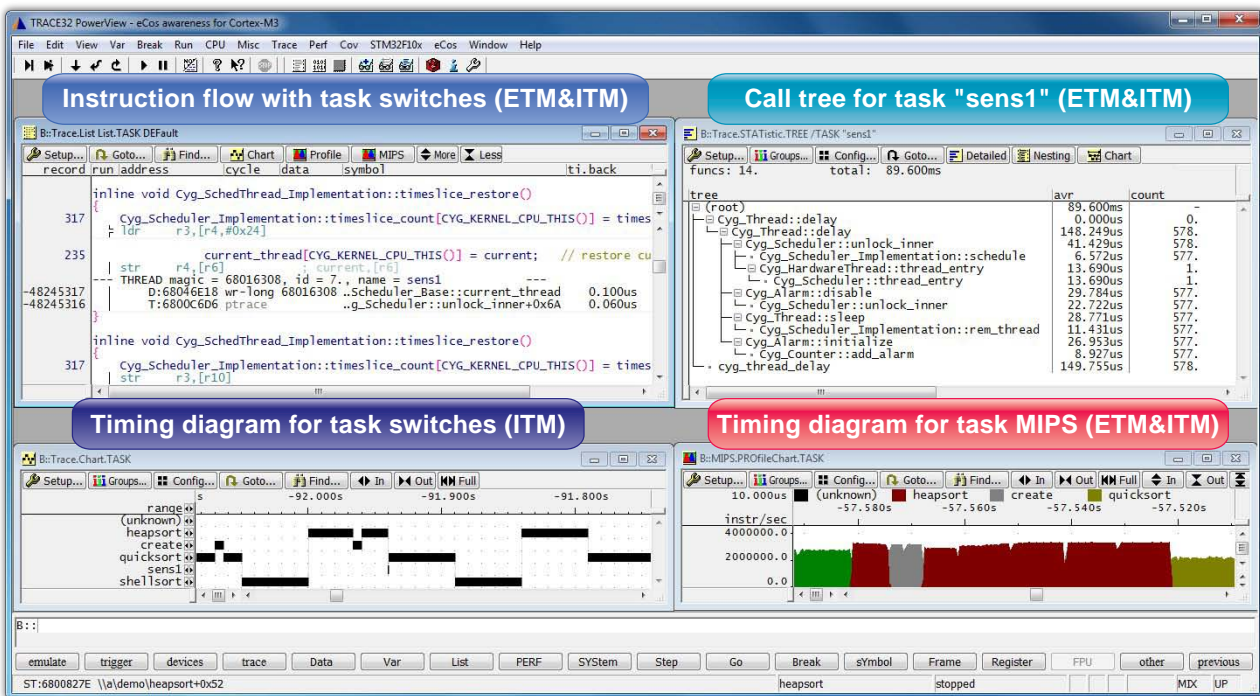 TRACE32 PowerView - eCos awareness for Cortex-M3
File Edit View Var Break Run CPU Misc Trace Perf Cov STM32F10x eCos Window Help
Instruction flow with task switches (ETM&ITM)
B::Trace.List List.TASK DEFault
Setup... Goto... Find... Chart Profile MIPS More Less
record run address cycle data symbol ti.back
inline void Cyg_SchedThread_Implementation::timeslice_restore()
{
317 Cyg_Scheduler_Implementation::timeslice_count[CYG_KERNEL_CPU_THIS()] = times
ldr r3,[r4,#0x24]
235 current_thread[CYG_KERNEL_CPU_THIS()] = current; // restore cu
str r4,[r6] ; current,[r6]
--- THREAD magic = 68016308, id = 7., name = sens1 ---
-48245317 D:68046E18 wr-long 68016308 ..Scheduler_Base::current_thread 0.100us
-48245316 T:6800C6D6 ptrace ..g_Scheduler::unlock_inner+0x6A 0.060us
}
inline void Cyg_SchedThread_Implementation::timeslice_restore()
{
317 Cyg_Scheduler_Implementation::timeslice_count[CYG_KERNEL_CPU_THIS()] = times
str r3,[r10]
Call tree for task "sens1" (ETM&ITM)
B::Trace.STATistic.TREE /TASK "sens1"
Setup... Groups... Config... Goto... Detailed Nesting Chart
funcs: 14. total: 89.600ms
tree avr count
(root) 89.600ms -
Cyg_Thread::delay 0.000us 0.
Cyg_Thread::delay 148.249us 578.
Cyg_Scheduler::unlock_inner 41.429us 578.
Cyg_Scheduler_Implementation::schedule 6.572us 577.
Cyg_HardwareThread::thread_entry 13.690us 1.
Cyg_Scheduler::thread_entry 13.690us 1.
Cyg_Alarm::disable 29.784us 577.
Cyg_Scheduler::unlock_inner 22.722us 577.
Cyg_Thread::sleep 28.771us 577.
Cyg_Scheduler_Implementation::rem_thread 11.431us 577.
Cyg_Alarm::initialize 26.953us 577.
Cyg_Counter::add_alarm 8.927us 577.
cyg_thread_delay 149.755us 578.
Timing diagram for task switches (ITM)
B::Trace.Chart.TASK
Setup... Groups... Config... Goto... Find... In Out Full
s -92.000s -91.900s -91.800s
range
(unknown)
heapsort
create
quicksort
sens1
shellsort
Timing diagram for task MIPS (ETM&ITM)
B::MIPS.PROfileChart.TASK
Setup... Groups... Config... Goto... Find... In Out Full In Out
10.000us (unknown) heapsort create quicksort
-57.580s -57.560s -57.540s -57.520s
instr/sec
4000000.0
2000000.0
0.0
B::
emulate trigger devices trace Data Var List PERF SYStem Step Go Break sYmbol Frame Register FPU other previous
ST:6800827E \\a\demo\heapsort+0x52 heapsort stopped MIX UP